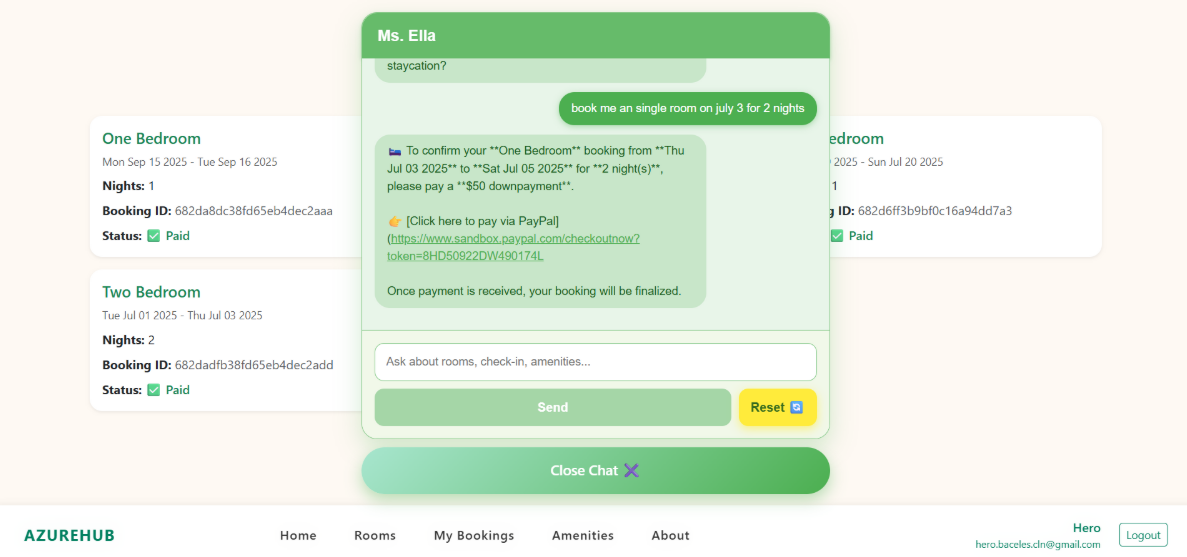 Ms. Ella
staycation?
book me an single room on july 3 for 2 nights
To confirm your **One Bedroom** booking from **Thu
Jul 03 2025** to **Sat Jul 05 2025** for **2 night(s)**,
please pay a **$50 downpayment**.
[Click here to pay via PayPal]
(https://www.sandbox.paypal.com/checkoutnow?
token=8HD50922DW490174L
Once payment is received, your booking will be finalized.
Ask about rooms, check-in, amenities...
Send
Reset
Close Chat
One Bedroom
Mon Sep 15 2025 - Tue Sep 16 2025
Nights: 1
Booking ID: 682da8dc38fd65eb4dec2aaa
Status: Paid
Two Bedroom
Tue Jul 01 2025 - Thu Jul 03 2025
Nights: 2
Booking ID: 682dadfb38fd65eb4dec2add
Status: Paid
edroom
2025 - Sun Jul 20 2025
1
ID: 682d6ff3b9bf0c16a94dd7a3
Paid
AZUREHUB
Home
Rooms
My Bookings
Amenities
About
Hero
hero.baceles.cln@gmail.com
Logout